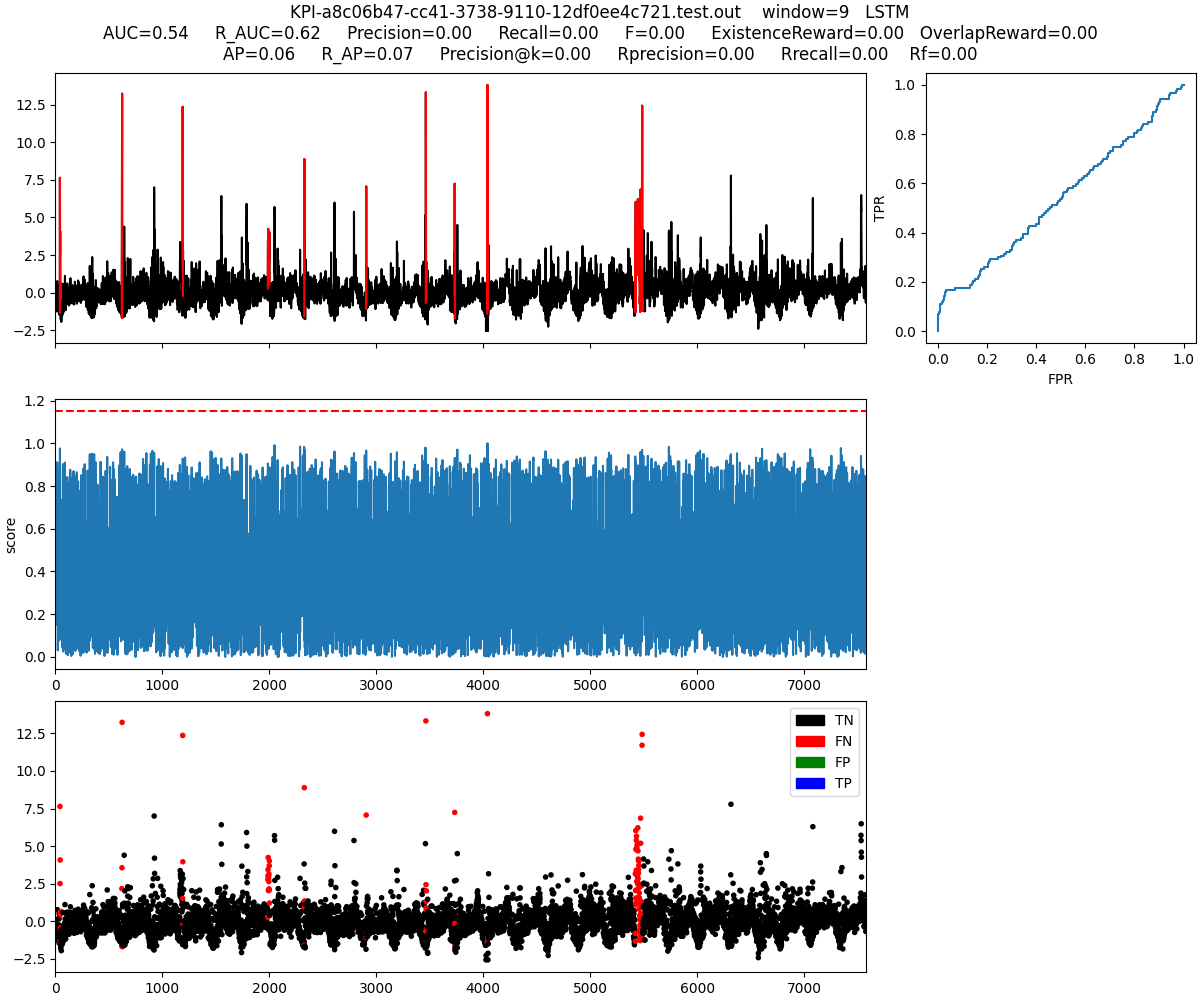 KPI-a8c06b47-cc41-3738-9110-12df0ee4c721.test.out    window=9   LSTM
AUC=0.54     R_AUC=0.62     Precision=0.00     Recall=0.00     F=0.00     ExistenceReward=0.00   OverlapReward=0.00
AP=0.06     R_AP=0.07     Precision@k=0.00     Rprecision=0.00     Rrecall=0.00     Rf=0.00
12.5
10.0
7.5
5.0
2.5
0.0
−2.5
1.0
0.8
0.6
0.4
0.2
0.0
TPR
0.0 0.2 0.4 0.6 0.8 1.0
FPR
1.2
1.0
0.8
0.6
0.4
0.2
0.0
score
0 1000 2000 3000 4000 5000 6000 7000
12.5
10.0
7.5
5.0
2.5
0.0
−2.5
TN
FN
FP
TP
0 1000 2000 3000 4000 5000 6000 7000